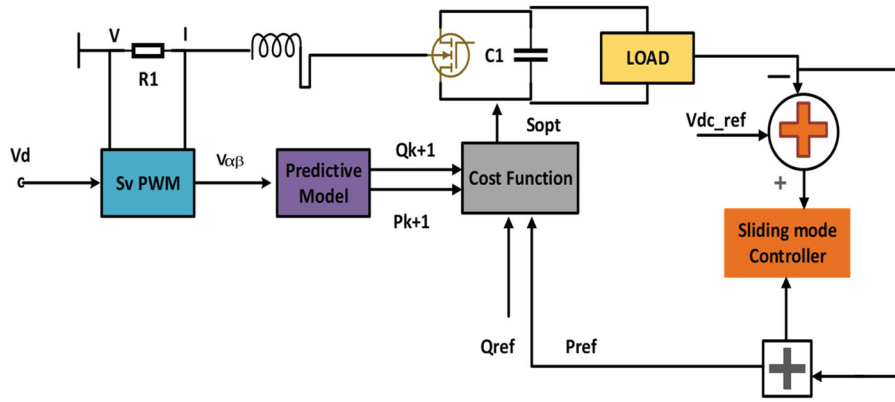 V
I
R1
C1
LOAD
–
Vdc_ref
+
Sopt
Vdc
Vd
Sv PWM
Vαβ
Predictive
Model
Qk+1
Pk+1
Cost Function
Sliding mode
Controller
Qref
Pref